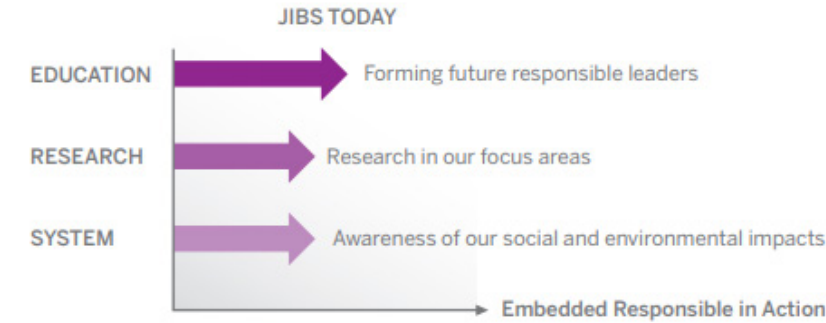 JIBS TODAY
EDUCATION
Forming future responsible leaders
RESEARCH
Research in our focus areas
SYSTEM
Awareness of our social and environmental impacts
Embedded Responsible in Action